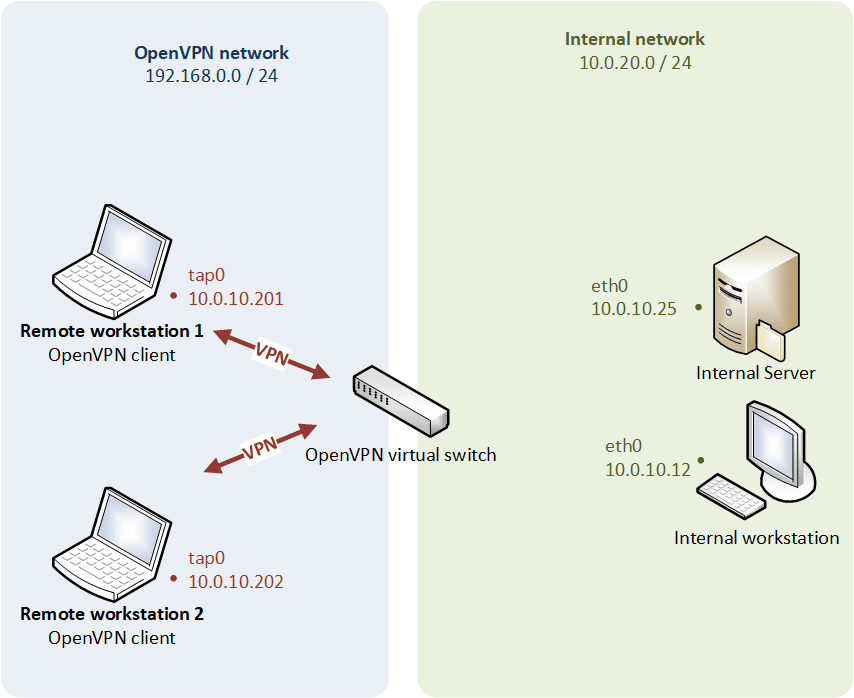 OpenVPN network
192.168.0.0 / 24
Internal network
10.0.20.0 / 24
tap0
10.0.10.201
Remote workstation 1
OpenVPN client
VPN
eth0
10.0.10.25
Internal Server
VPN
OpenVPN virtual switch
eth0
10.0.10.12
Internal workstation
tap0
10.0.10.202
Remote workstation 2
OpenVPN client